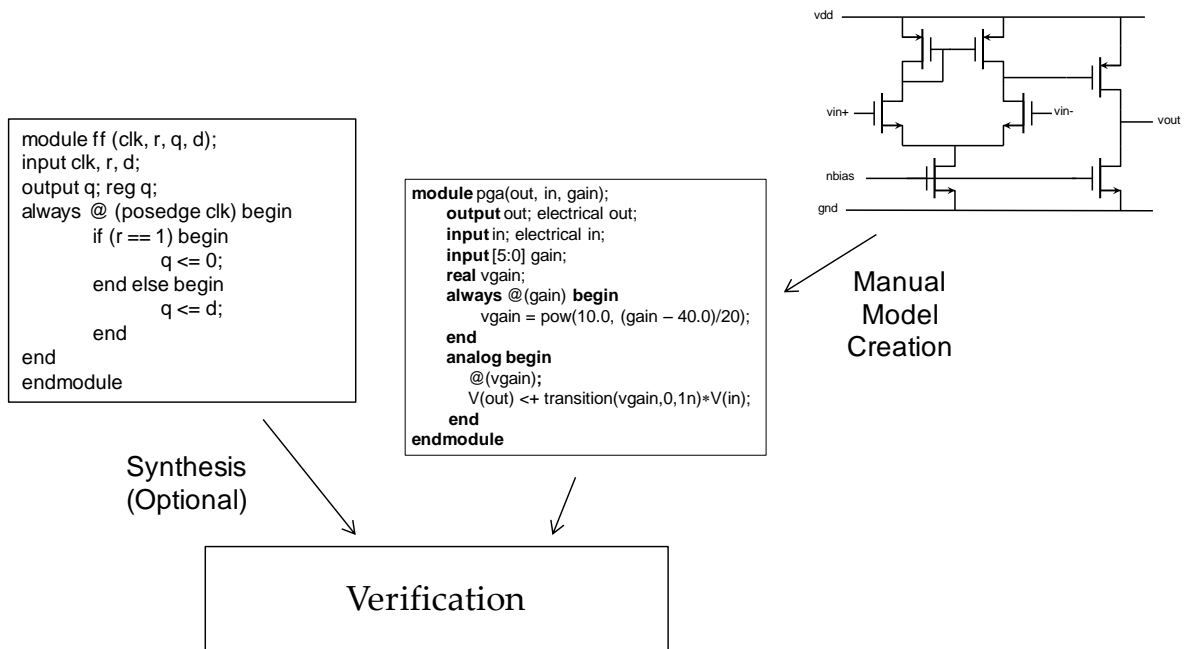 module ff (clk, r, q, d);
input clk, r, d;
output q; reg q;
always @ (posedge clk) begin
if (r == 1) begin
q <= 0;
end else begin
q <= d;
end
end
endmodule
module pga(out, in, gain);
output out; electrical out;
input in; electrical in;
input [5:0] gain;
real vgain;
always @(gain) begin
vgain = pow(10.0, (gain – 40.0)/20);
end
analog begin
@(vgain);
V(out) <+ transition(vgain,0,1n)*V(in);
end
endmodule
vdd
vin+
vin-
vout
nbias
gnd
Manual
Model
Creation
Synthesis
(Optional)
Verification